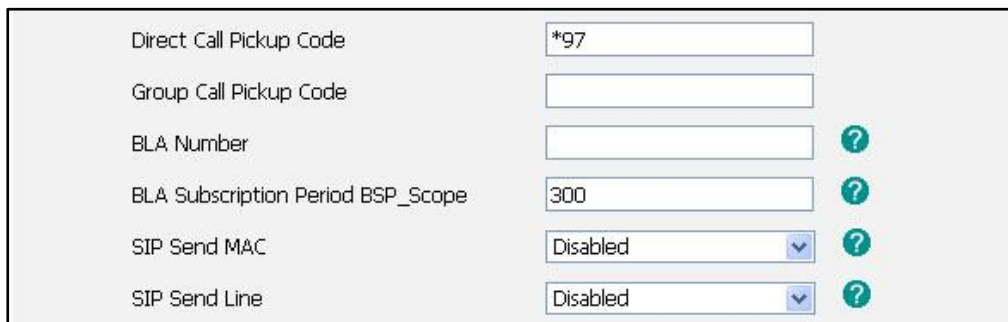 Direct Call Pickup Code *97
Group Call Pickup Code
BLA Number ?
BLA Subscription Period BSP_Scope 300 ?
SIP Send MAC Disabled ?
SIP Send Line Disabled ?